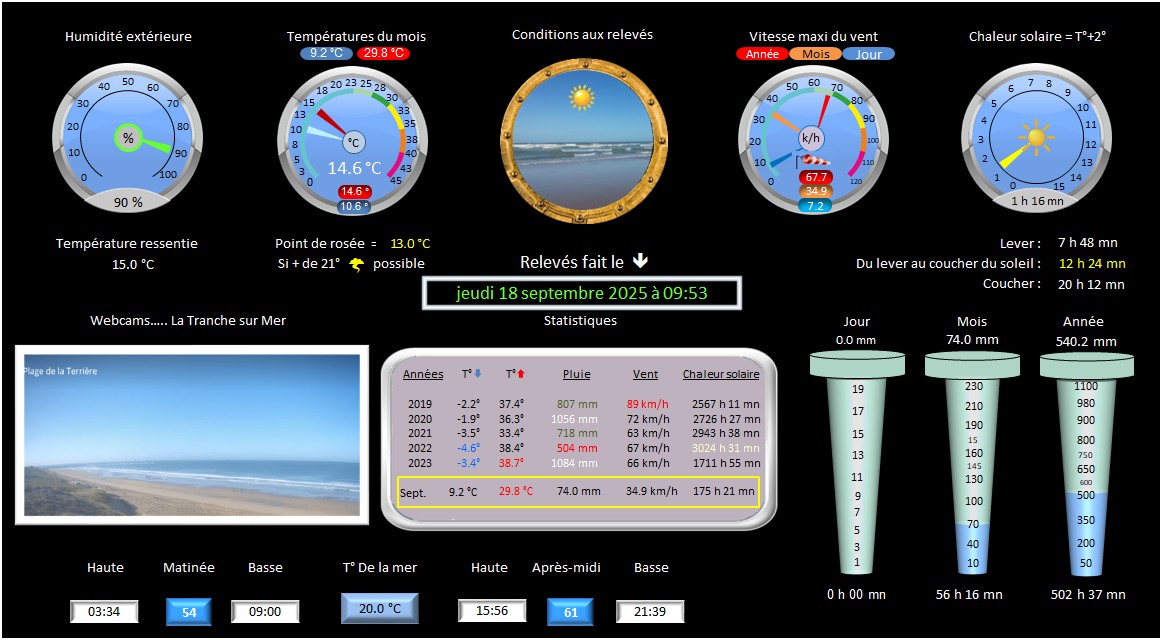 Humidité extérieure
Températures du mois
Conditions aux relevés
Vitesse maxi du vent
Chaleur solaire = T°+2°
9.2 °C 29.8 °C
Année Mois Jour
0 10 20 30 40 50 60 70 80 90 100
%
90 %
0 3 5 8 10 13 15 18 20 23 25 28 30 33 35 38 40 43 45
°C
14.6 °C
14.6 °
10.6 °
0 10 20 30 40 50 60 70 80 90 100 110 120
k/h
67.7
34.9
7.2
0 1 2 3 4 5 6 7 8 9 10 11 12 13 14 15
1 h 16 mn
Température ressentie
15.0 °C
Point de rosée = 13.0 °C
Si + de 21° possible
Relevés fait le
jeudi 18 septembre 2025 à 09:53
Lever : 7 h 48 mn
Du lever au coucher du soleil : 12 h 24 mn
Coucher : 20 h 12 mn
Webcams..... La Tranche sur Mer
Plage de la Terrière
Statistiques
Années T° T° Pluie Vent Chaleur solaire
2019 -2.2° 37.4° 807 mm 89 km/h 2567 h 11 mn
2020 -1.9° 36.3° 1056 mm 72 km/h 2726 h 27 mn
2021 -3.5° 33.4° 718 mm 63 km/h 2943 h 38 mn
2022 -4.6° 38.4° 504 mm 67 km/h 3024 h 31 mn
2023 -3.4° 38.7° 1084 mm 66 km/h 1711 h 55 mn
Sept. 9.2 °C 29.8 °C 74.0 mm 34.9 km/h 175 h 21 mn
Jour
0.0 mm
19
17
15
13
11
9
7
5
3
1
0 h 00 mn
Mois
74.0 mm
230
210
190
15
160
145
130
100
70
40
10
56 h 16 mn
Année
540.2 mm
1100
980
900
800
750
650
600
500
350
200
50
502 h 37 mn
Haute Matinée Basse T° De la mer Haute Après-midi Basse
03:34 54 09:00 20.0 °C 15:56 61 21:39